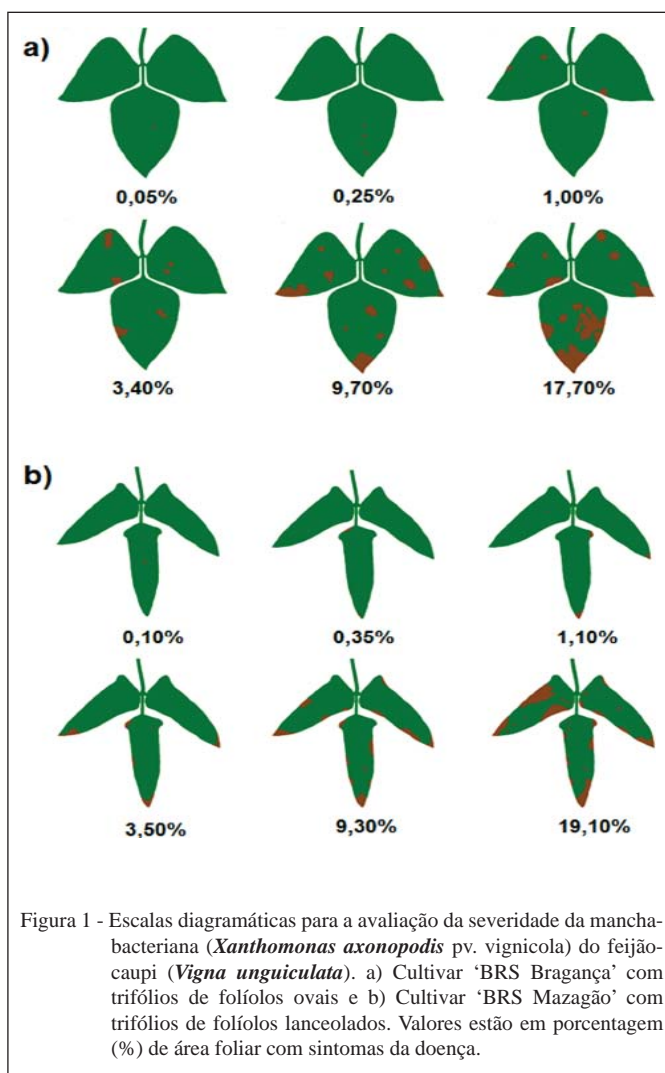 a)
0,05% 0,25% 1,00%
3,40% 9,70% 17,70%
b)
0,10% 0,35% 1,10%
3,50% 9,30% 19,10%
Figura 1 - Escalas diagramáticas para a avaliação da severidade da mancha-
bacteriana (Xanthomonas axonopodis pv. vignicola) do feijão-
caupi (Vigna unguiculata). a) Cultivar ‘BRS Bragança’ com
trifólios de folíolos ovais e b) Cultivar ‘BRS Mazagão’ com
trifólios de folíolos lanceolados. Valores estão em porcentagem
(%) de área foliar com sintomas da doença.